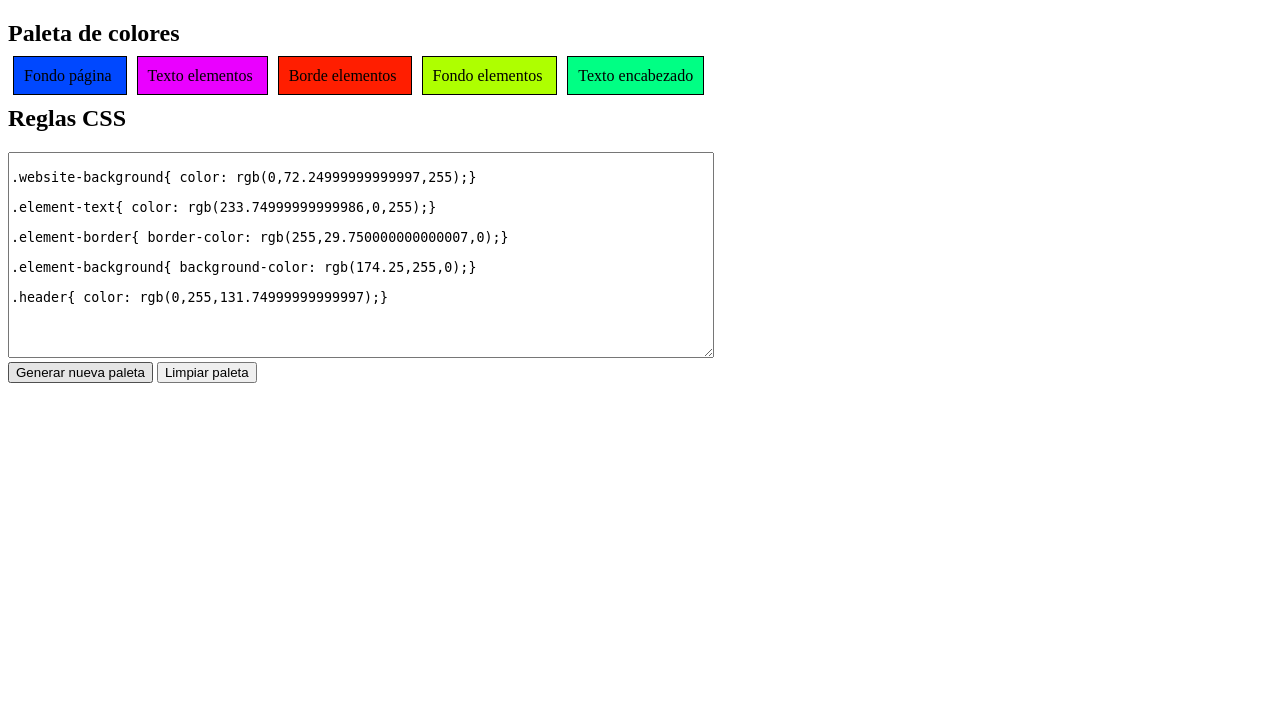 Paleta de colores
Fondo página Texto elementos Borde elementos Fondo elementos Texto encabezado
Reglas CSS
.website-background{ color: rgb(0,72.24999999999997,255);}
.element-text{ color: rgb(233.74999999999986,0,255);}
.element-border{ border-color: rgb(255,29.750000000000007,0);}
.element-background{ background-color: rgb(174.25,255,0);}
.header{ color: rgb(0,255,131.74999999999997);}
Generar nueva paleta Limpiar paleta